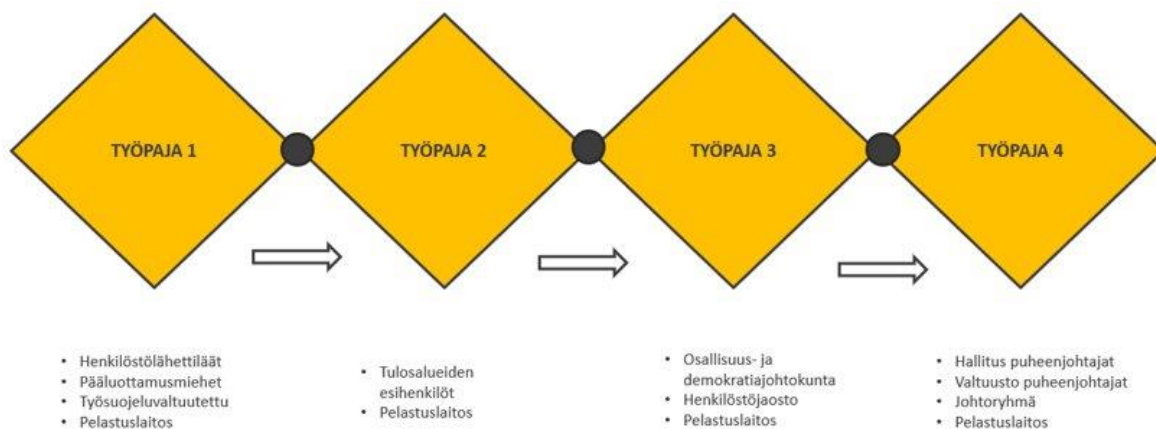 TYÖPAJA 1
TYÖPAJA 2
TYÖPAJA 3
TYÖPAJA 4
• Henkilöstölähettiläät
• Pääluottamusmiehet
• Työsuojeluvaltuutettu
• Pelastuslaitos
• Tulosalueiden
esihenkilöt
• Pelastuslaitos
• Osallisuus- ja
demokratiajohtokunta
• Henkilöstöjaosto
• Pelastuslaitos
• Hallitus puheenjohtajat
• Valtuusto puheenjohtajat
• Johtoryhmä
• Pelastuslaitos